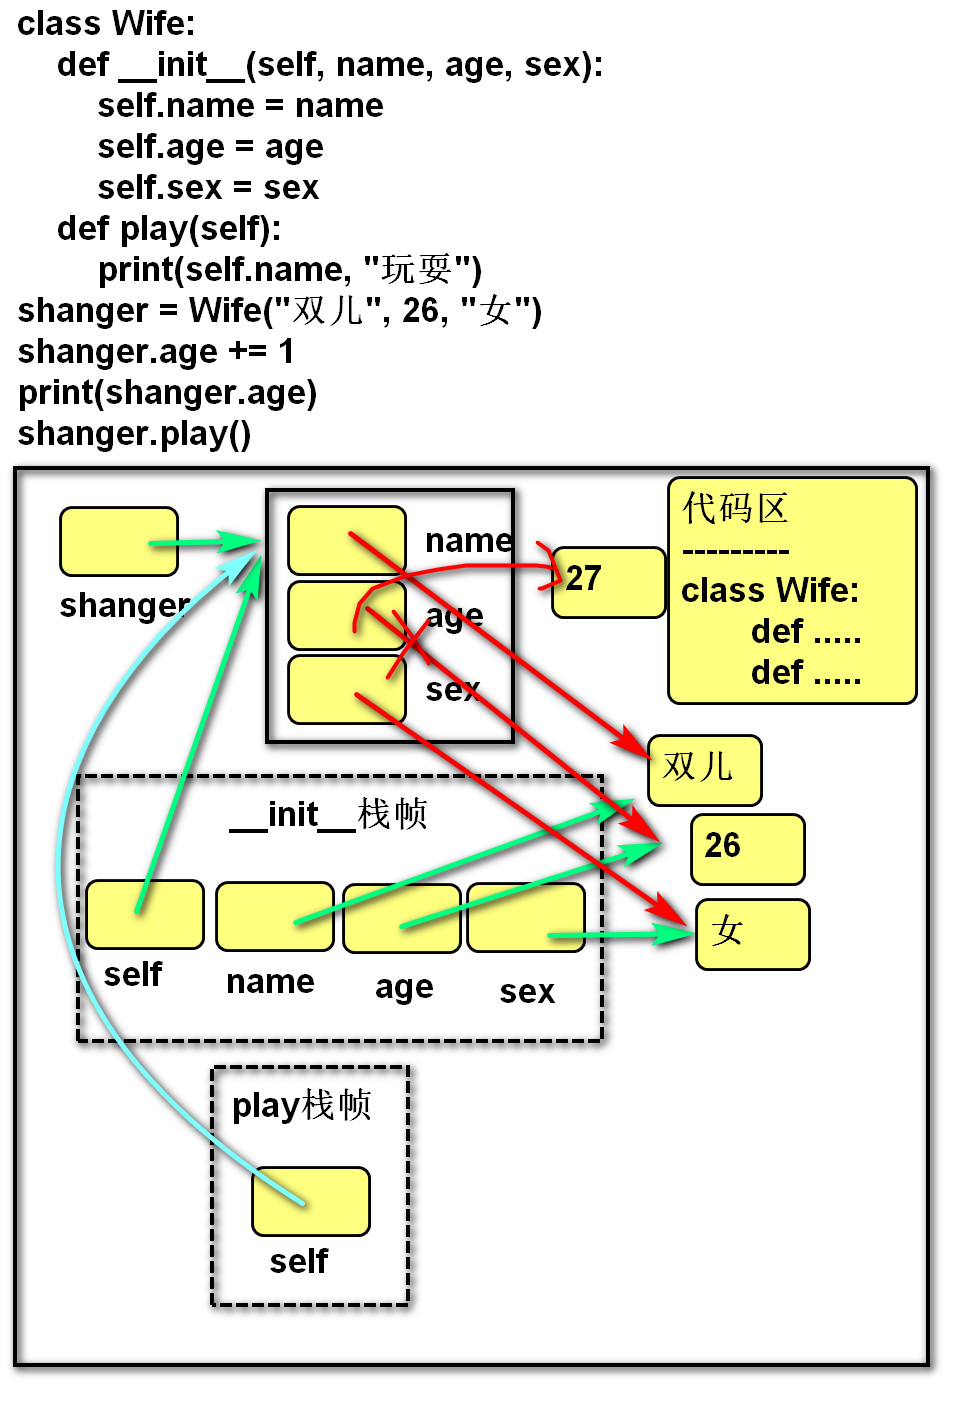 class Wife:
def __init__(self, name, age, sex):
self.name = name
self.age = age
self.sex = sex
def play(self):
print(self.name, "玩耍")
shanger = Wife("双儿", 26, "女")
shanger.age += 1
print(shanger.age)
shanger.play()
shanger
name
age
sex
27
代码区
---------
class Wife:
def .....
def .....
双儿
26
女
__init__栈帧
self
name
age
sex
play栈帧
self